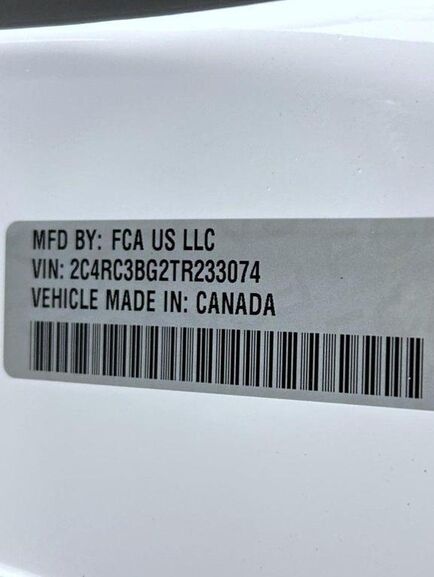 MFD BY: FCA US LLC
VIN: 2C4RC3BG2TR233074
VEHICLE MADE IN: CANADA